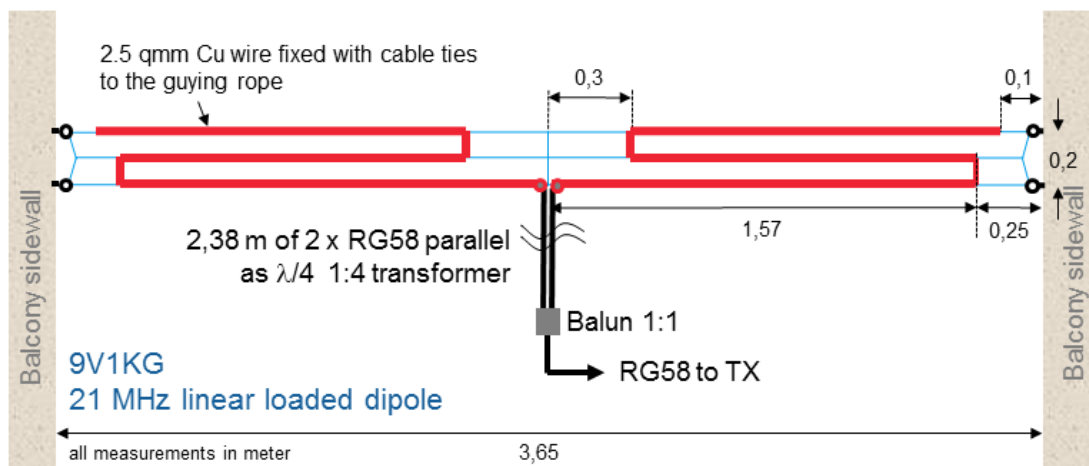 2.5 qmm Cu wire fixed with cable ties
to the guying rope
0,3
0,1
0,2
1,57
0,25
Balcony sidewall
Balcony sidewall
2,38 m of 2 x RG58 parallel
as λ/4 1:4 transformer
Balun 1:1
RG58 to TX
9V1KG
21 MHz linear loaded dipole
all measurements in meter
3,65